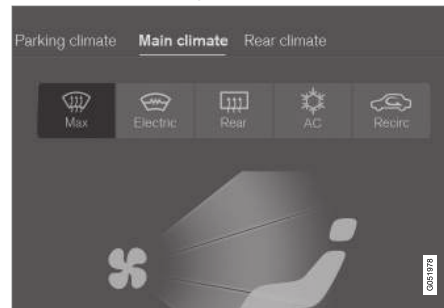 Parking climate Main climate Rear climate
Max Electric Rear AC Recirc
G051978